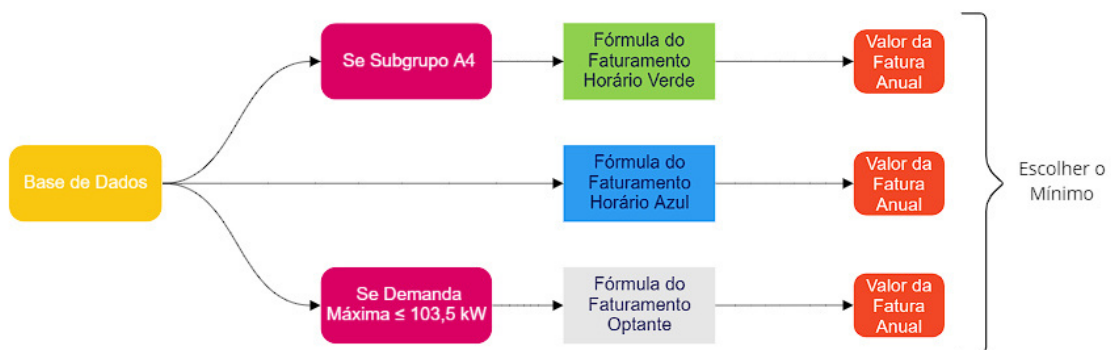 Se Subgrupo A4
Fórmula do
Faturamento
Horário Verde
Valor da
Fatura
Anual
Base de Dados
Fórmula do
Faturamento
Horário Azul
Valor da
Fatura
Anual
Escolher o
Mínimo
Se Demanda
Máxima ≤ 103,5 kW
Fórmula do
Faturamento
Optante
Valor da
Fatura
Anual